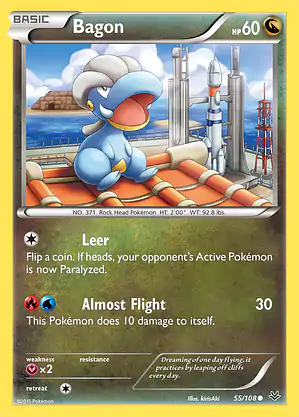 BASIC
Bagon
HP60
NO. 371 Rock Head Pokémon HT: 2'00" WT: 92.8 lbs.
Leer
Flip a coin. If heads, your opponent's Active Pokémon
is now Paralyzed.
Almost Flight 30
This Pokémon does 10 damage to itself.
weakness resistance
×2
Dreaming of one day flying, it
practices by leaping off cliffs
every day.
retreat
Illus. kirisAki 55/108
©2015 Pokémon